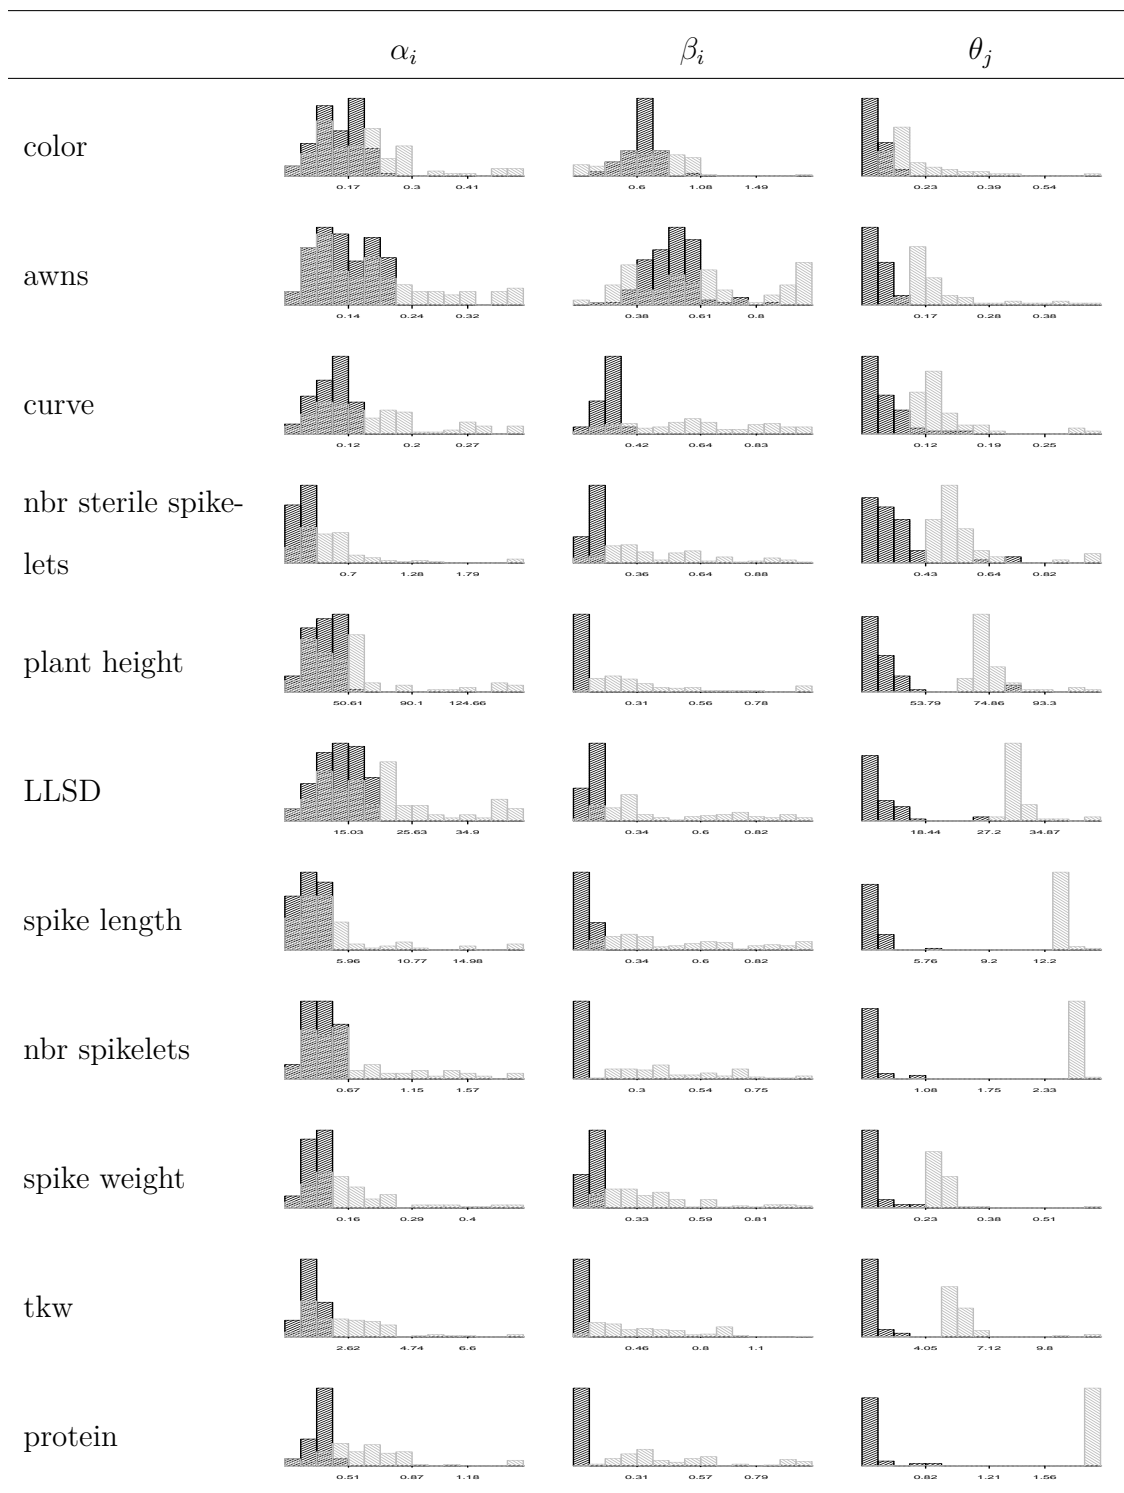 αi βi θj
color
0.17 0.3 0.41 0.6 1.08 1.49 0.23 0.39 0.54
awns
0.14 0.24 0.32 0.38 0.61 0.8 0.17 0.28 0.38
curve
0.12 0.2 0.27 0.42 0.64 0.83 0.12 0.19 0.25
nbr sterile spike-
lets
0.7 1.28 1.79 0.36 0.64 0.88 0.43 0.64 0.82
plant height
50.61 90.1 124.66 0.31 0.56 0.78 53.79 74.86 93.3
LLSD
15.03 25.63 34.9 0.34 0.6 0.82 18.44 27.2 34.87
spike length
5.96 10.77 14.98 0.34 0.6 0.82 5.76 9.2 12.2
nbr spikelets
0.67 1.15 1.57 0.3 0.54 0.75 1.08 1.75 2.33
spike weight
0.16 0.29 0.4 0.33 0.59 0.81 0.23 0.38 0.51
tkw
2.62 4.74 6.6 0.46 0.8 1.1 4.05 7.12 9.8
protein
0.51 0.87 1.18 0.31 0.57 0.79 0.82 1.21 1.56